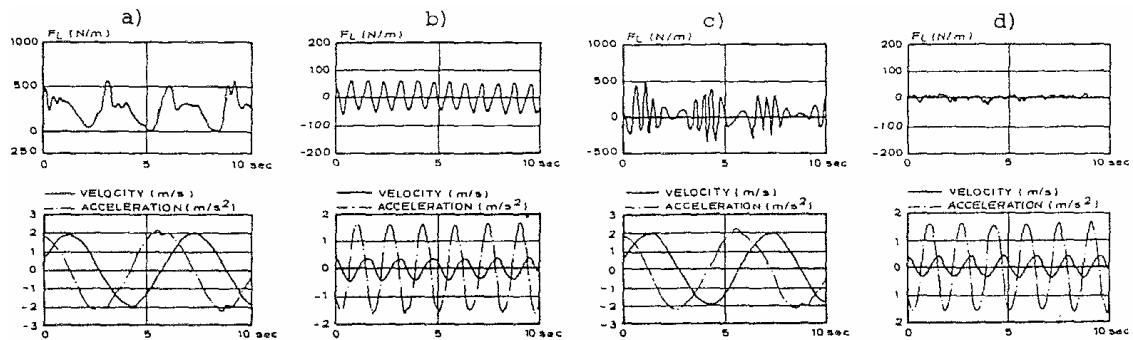 a) b) c) d)
FL (N/m) FL (N/m) FL (N/m) FL (N/m)
1000 200 1000 200
100 500 100
500 0 0 0
0 -100 -100
250 -200 -500 -200
0 5 10 sec 0 5 10 sec 0 5 10 sec 0 5 10 sec
VELOCITY (m/s) VELOCITY (m/s) VELOCITY (m/s) VELOCITY (m/s)
ACCELERATION (m/s²) ACCELERATION (m/s²) ACCELERATION (m/s²) ACCELERATION (m/s²)
3 2 3 2
2 1 2 1
1 0 1 0
0 -1 0 -1
-1 -2 -1 2
-2 -2
-3 -3
0 5 10 sec 0 5 10 sec 0 5 10 sec 0 5 10 sec